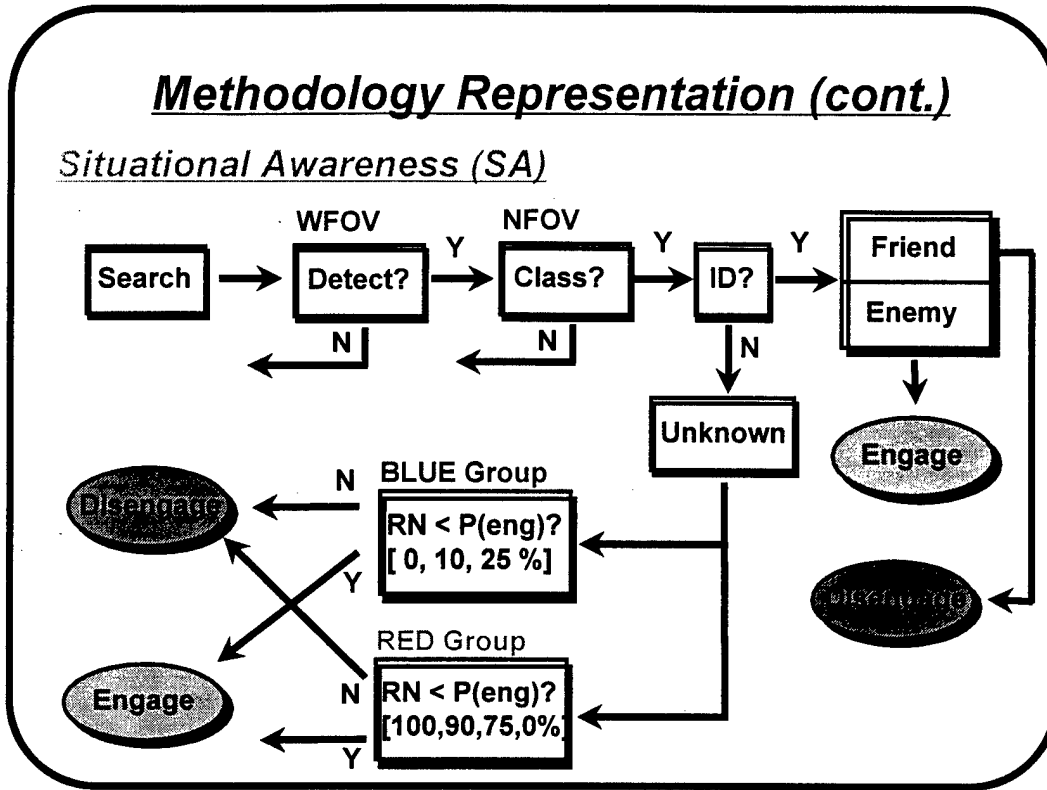 Methodology Representation (cont.)
Situational Awareness (SA)
WFOV
NFOV
Search
Detect?
Y
Class?
Y
ID?
Y
Friend
Enemy
N
N
N
Unknown
Engage
Disengage
N
BLUE Group
RN < P(eng)?
[ 0, 10, 25 %]
Y
Disengage
RED Group
Engage
N
RN < P(eng)?
[100,90,75,0%]
Y